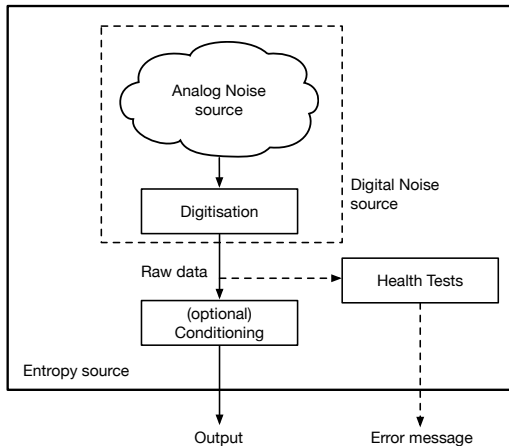 Analog Noise
source
Digitisation
Digital Noise
source
Raw data
Health Tests
(optional)
Conditioning
Entropy source
Output
Error message